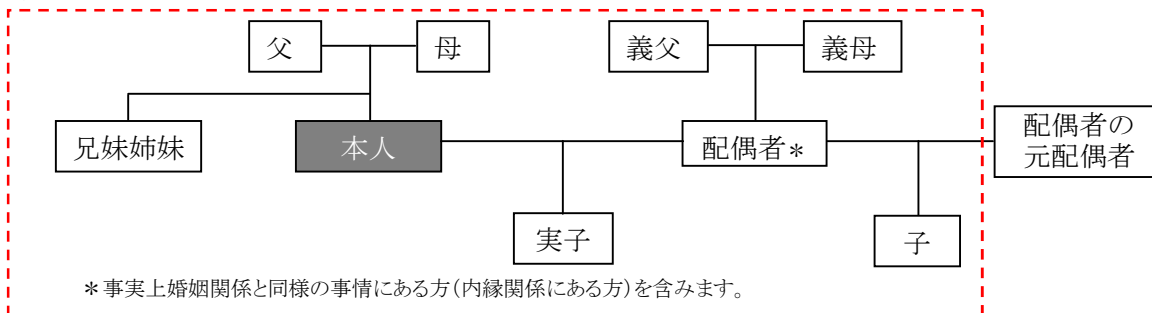 父
母
義父
義母
兄妹姉妹
本人
配偶者＊
配偶者の
元配偶者
実子
子
＊事実上婚姻関係と同様の事情にある方（内縁関係にある方）を含みます。